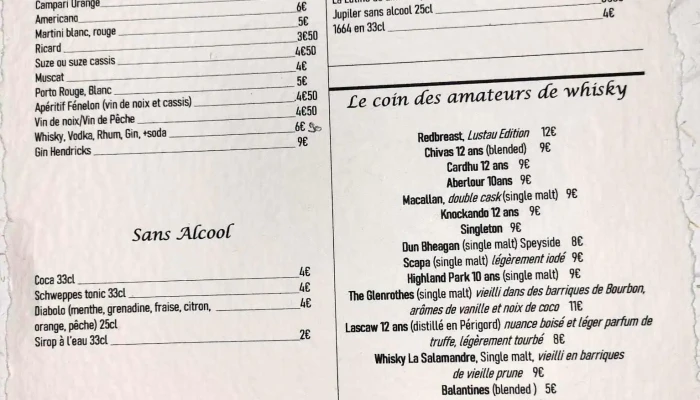 Campari Orange
Americano 6€
Martini blanc, rouge 5€
Ricard 3€50
Suze ou suze cassis 4€50
Muscat 4€
Porto Rouge, Blanc 5€
Apéritif Fénelon (vin de noix et cassis) 4€50
Vin de noix/Vin de Pêche 4€50
Whisky, Vodka, Rhum, Gin, +soda 6€ 50
Gin Hendricks 9€
Sans Alcool
Coca 33cl 4€
Schweppes tonic 33cl 4€
Diabolo (menthe, grenadine, fraise, citron, 4€
orange, pêche) 25cl
Sirop à l'eau 33cl 2€
Jupiler sans alcool 25cl
1664 en 33cl 4€
Le coin des amateurs de whisky
Redbreast, Lustau Edition 12€
Chivas 12 ans (blended) 9€
Cardhu 12 ans 9€
Aberlour 10ans 9€
Macallan, double cask (single malt) 9€
Knockando 12 ans 9€
Singleton 9€
Dun Bheagan (single malt) Speyside 8€
Scapa (single malt) légèrement iodé 9€
Highland Park 10 ans (single malt) 9€
The Glenrothes (single malt) vieilli dans des barriques de Bourbon,
arômes de vanille et noix de coco 11€
Lascaw 12 ans (distillé en Périgord) nuance boisé et léger parfum de
truffe, légèrement tourbé 8€
Whisky La Salamandre, Single malt, vieilli en barriques
de vieille prune 9€
Balantines (blended ) 5€